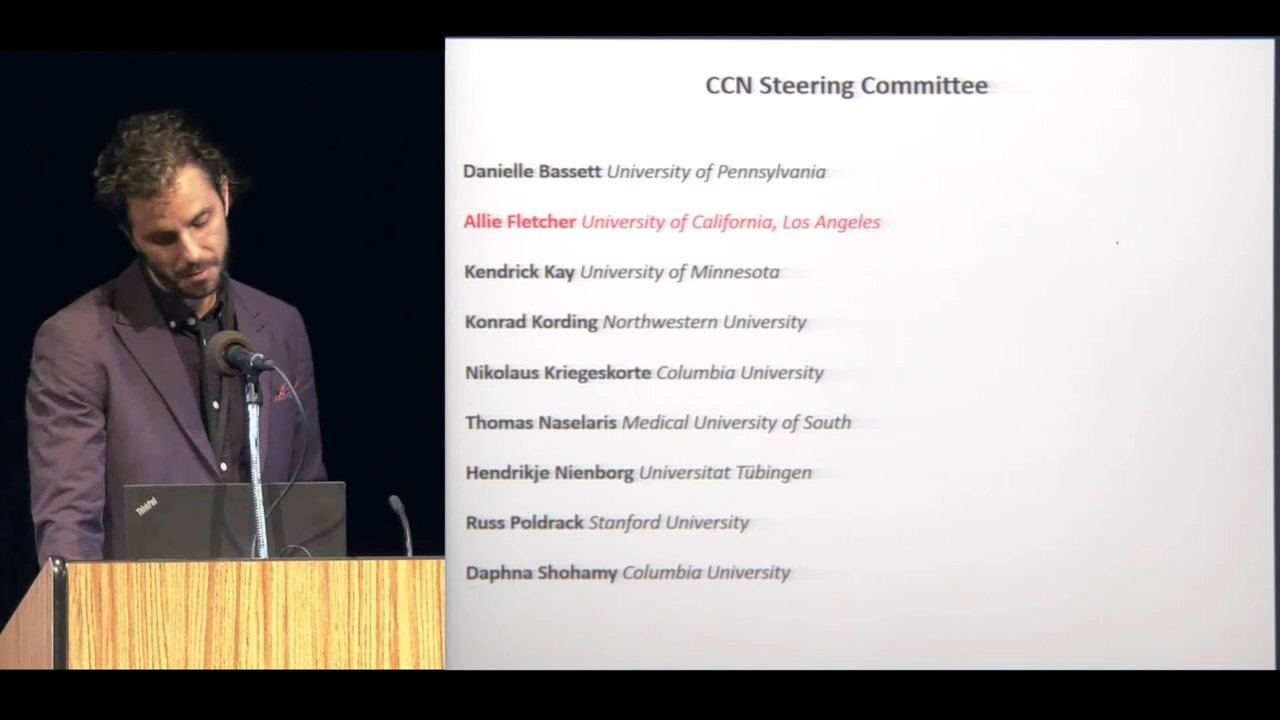 CCN Steering Committee
Danielle Bassett University of Pennsylvania
Allie Fletcher University of California, Los Angeles
Kendrick Kay University of Minnesota
Konrad Kording Northwestern University
Nikolaus Kriegeskorte Columbia University
Thomas Naselaris Medical University of South
Hendrikje Nienborg Universitat Tübingen
Russ Poldrack Stanford University
Daphna Shohamy Columbia University
ThinkPad